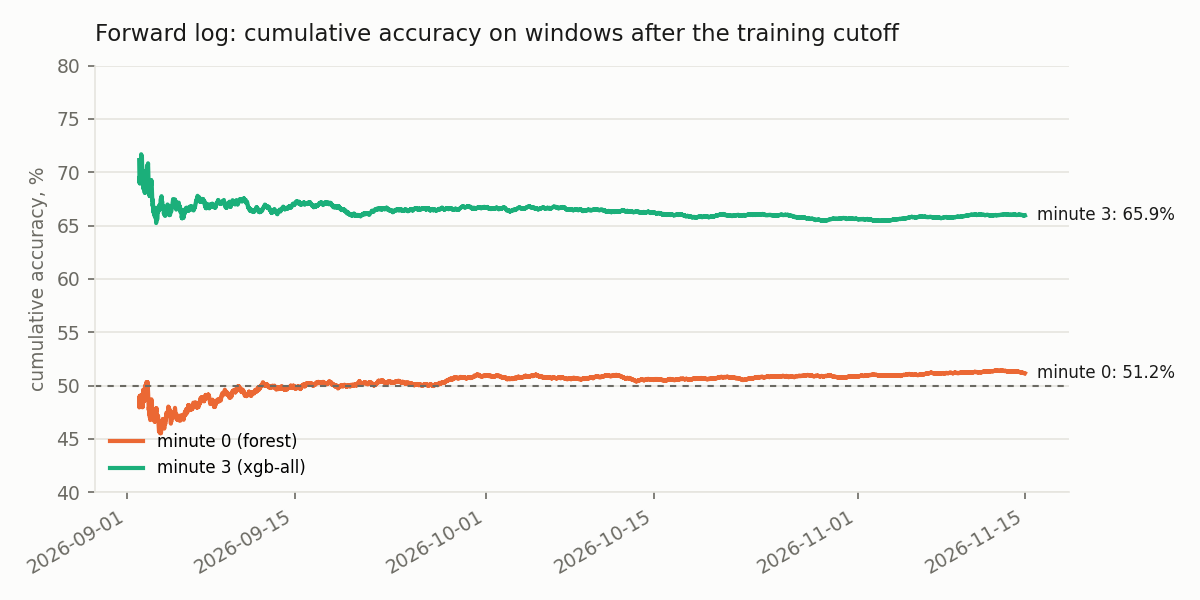 Forward log: cumulative accuracy on windows after the training cutoff
cumulative accuracy, %
80
75
70
65
60
55
50
45
40
minute 3: 65.9%
minute 0: 51.2%
minute 0 (forest)
minute 3 (xgb-all)
2026-09-01
2026-09-15
2026-10-01
2026-10-15
2026-11-01
2026-11-15